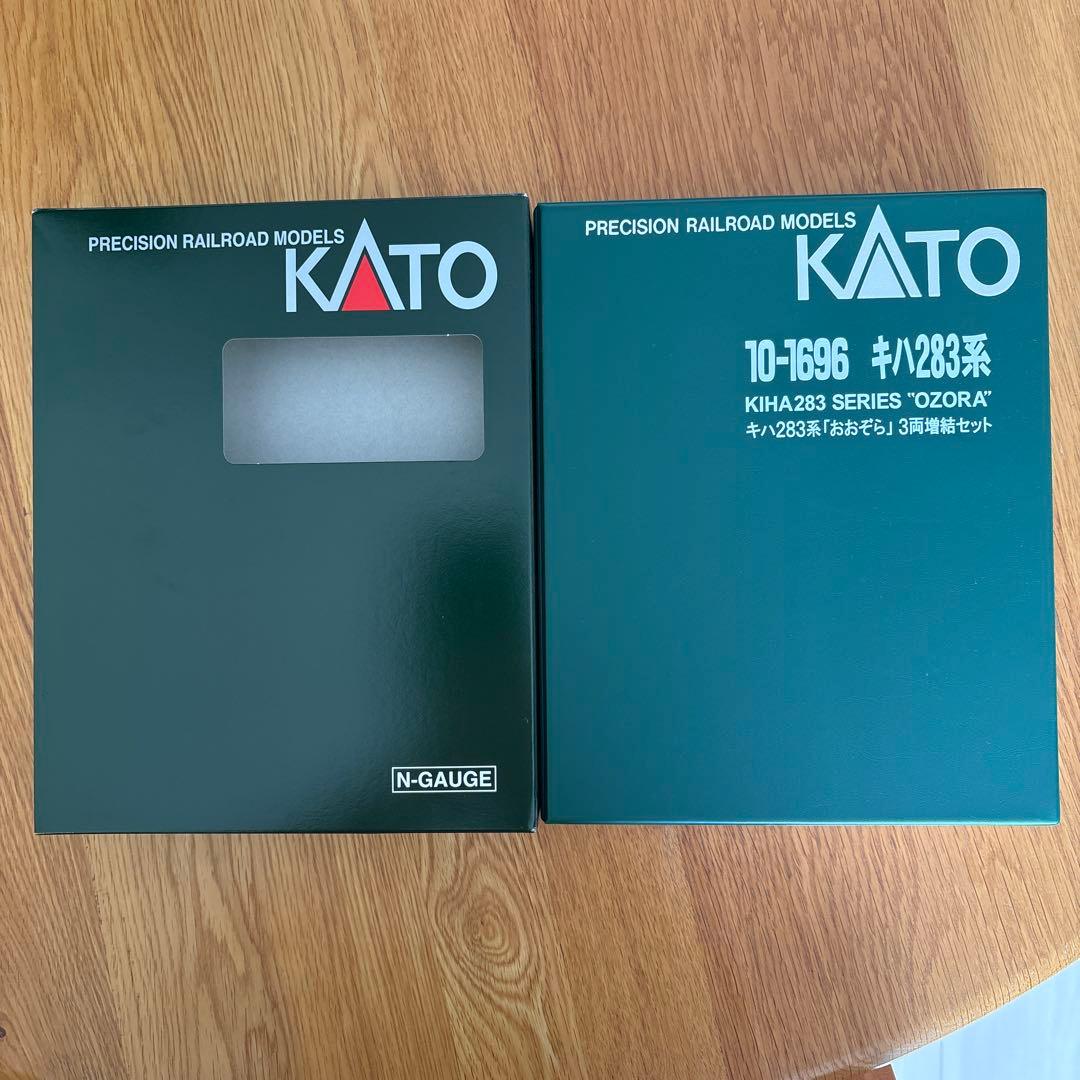 PRECISION RAILROAD MODELS
KATO
N-GAUGE
PRECISION RAILROAD MODELS
KATO
10-1696 キハ283系
KIHA283 SERIES "OZORA"
キハ283系「おおぞら」3両増結セット